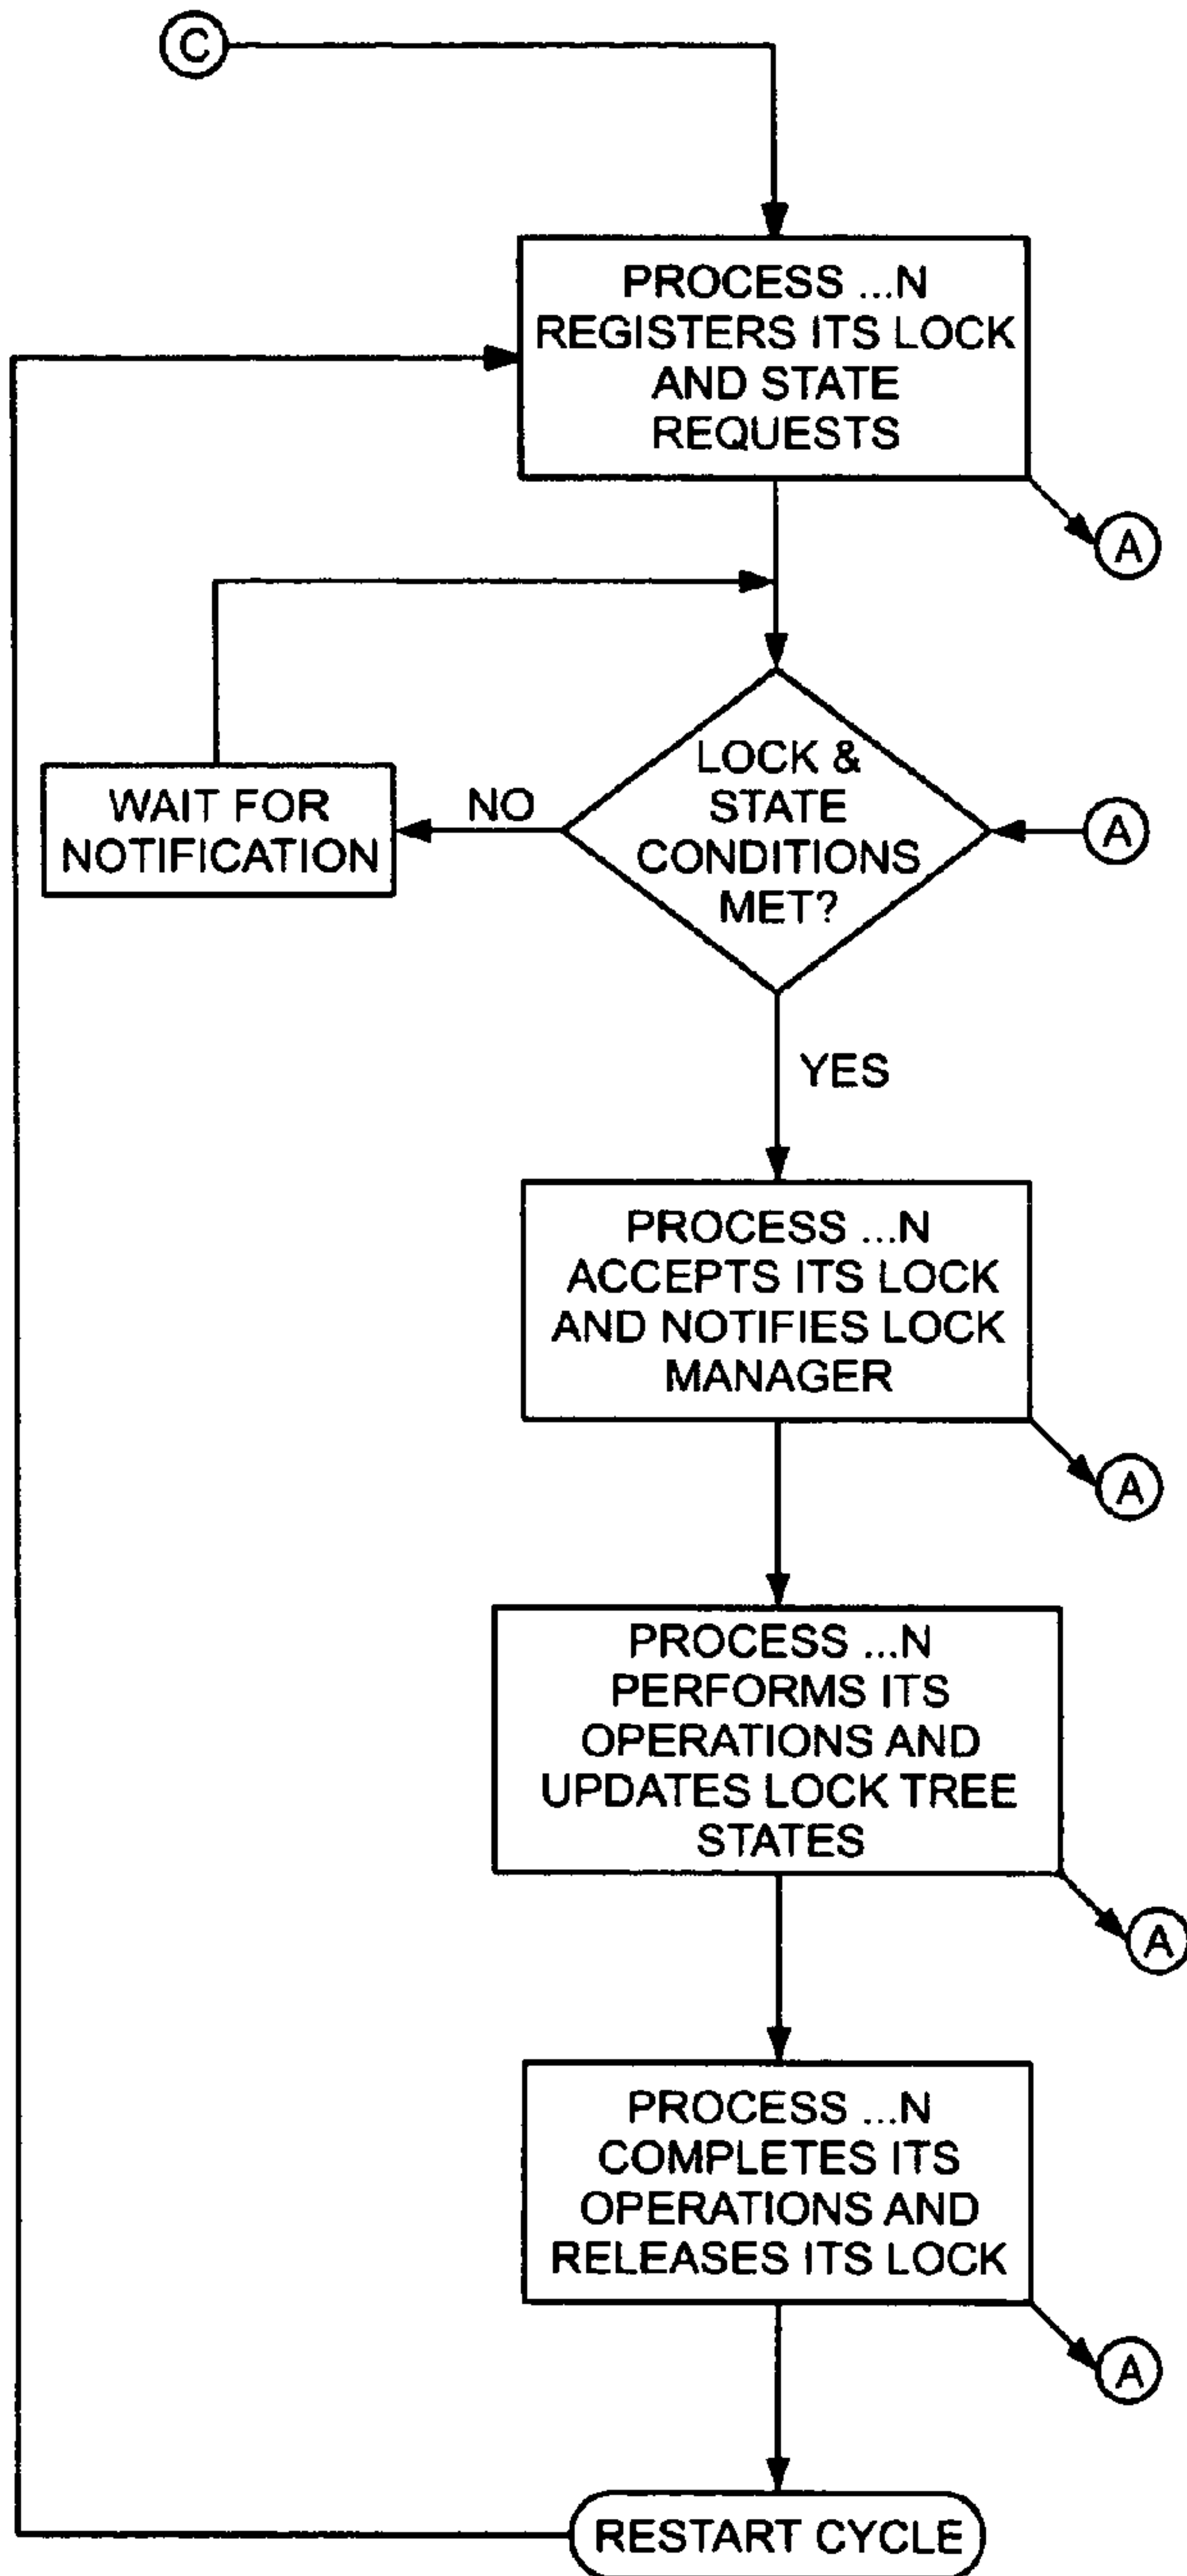 C
PROCESS ...N
REGISTERS ITS LOCK
AND STATE
REQUESTS
A
LOCK &
STATE
CONDITIONS
MET?
A
NO
WAIT FOR
NOTIFICATION
YES
PROCESS ...N
ACCEPTS ITS LOCK
AND NOTIFIES LOCK
MANAGER
A
PROCESS ...N
PERFORMS ITS
OPERATIONS AND
UPDATES LOCK TREE
STATES
A
PROCESS ...N
COMPLETES ITS
OPERATIONS AND
RELEASES ITS LOCK
A
RESTART CYCLE